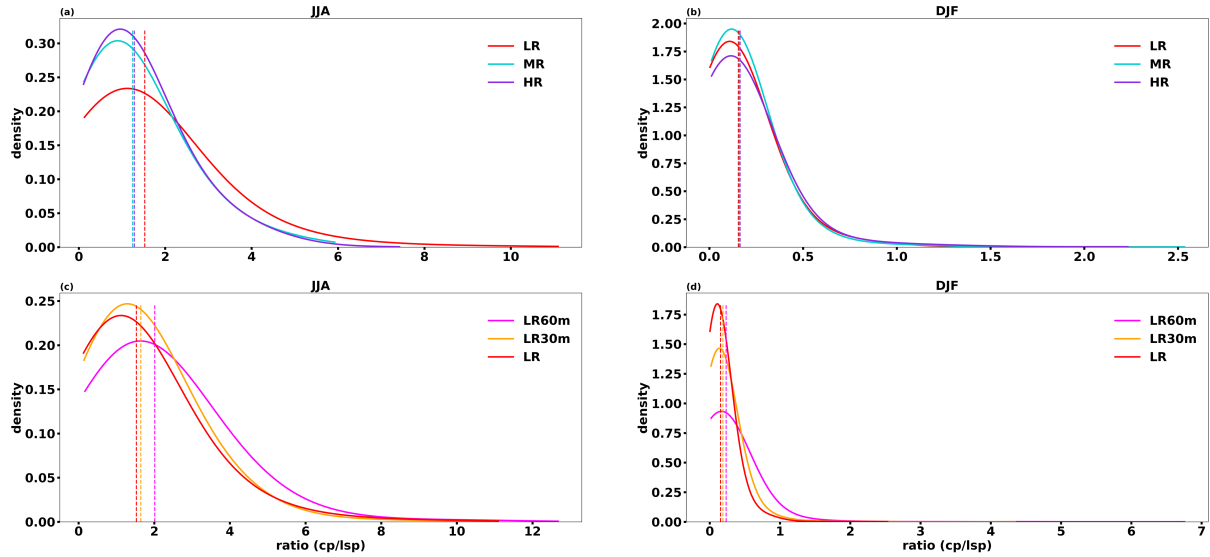 (a)
JJA
density
0.30
0.25
0.20
0.15
0.10
0.05
0.00
0 2 4 6 8 10
LR
MR
HR
(b)
DJF
density
2.00
1.75
1.50
1.25
1.00
0.75
0.50
0.25
0.00
0.0 0.5 1.0 1.5 2.0 2.5
LR
MR
HR
(c)
JJA
density
0.25
0.20
0.15
0.10
0.05
0.00
0 2 4 6 8 10 12
ratio (cp/lsp)
LR60m
LR30m
LR
(d)
DJF
density
1.75
1.50
1.25
1.00
0.75
0.50
0.25
0.00
0 1 2 3 4 5 6 7
ratio (cp/lsp)
LR60m
LR30m
LR